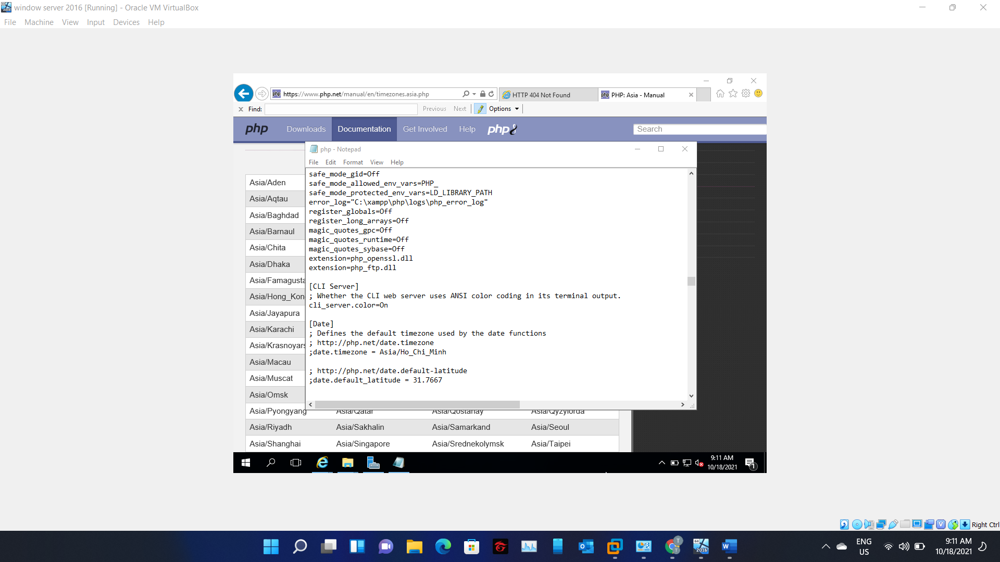 window server 2016 [Running] - Oracle VM VirtualBox
File Machine View Input Devices Help
https://www.php.net/manual/en/timezones.asia.php
HTTP 404 Not Found
PHP: Asia - Manual
x Find: Previous Next Options
php Downloads Documentation Get Involved Help php8 Search
php - Notepad
File Edit Format View Help
safe_mode_gid=Off
safe_mode_allowed_env_vars=PHP_
safe_mode_protected_env_vars=LD_LIBRARY_PATH
error_log="C:\xampp\php\logs\php_error_log"
register_globals=Off
register_long_arrays=Off
magic_quotes_gpc=Off
magic_quotes_runtime=Off
magic_quotes_sybase=Off
extension=php_openssl.dll
extension=php_ftp.dll
[CLI Server]
; Whether the CLI web server uses ANSI color coding in its terminal output.
cli_server.color=On
[Date]
; Defines the default timezone used by the date functions
; http://php.net/date.timezone
;date.timezone = Asia/Ho_Chi_Minh
; http://php.net/date.default-latitude
;date.default_latitude = 31.7667
Asia/Aden
Asia/Aqtau
Asia/Baghdad
Asia/Barnaul
Asia/Chita
Asia/Dhaka
Asia/Famagusta
Asia/Hong_Kon
Asia/Jayapura
Asia/Karachi
Asia/Krasnoyars
Asia/Macau
Asia/Muscat
Asia/Omsk
Asia/Pyongyang Asia/Qatar Asia/Qostanay Asia/Qyzylorda
Asia/Riyadh Asia/Sakhalin Asia/Samarkand Asia/Seoul
Asia/Shanghai Asia/Singapore Asia/Srednekolymsk Asia/Taipei
9:11 AM
10/18/2021
1
Right Ctrl
ENG
US
9:11 AM
10/18/2021